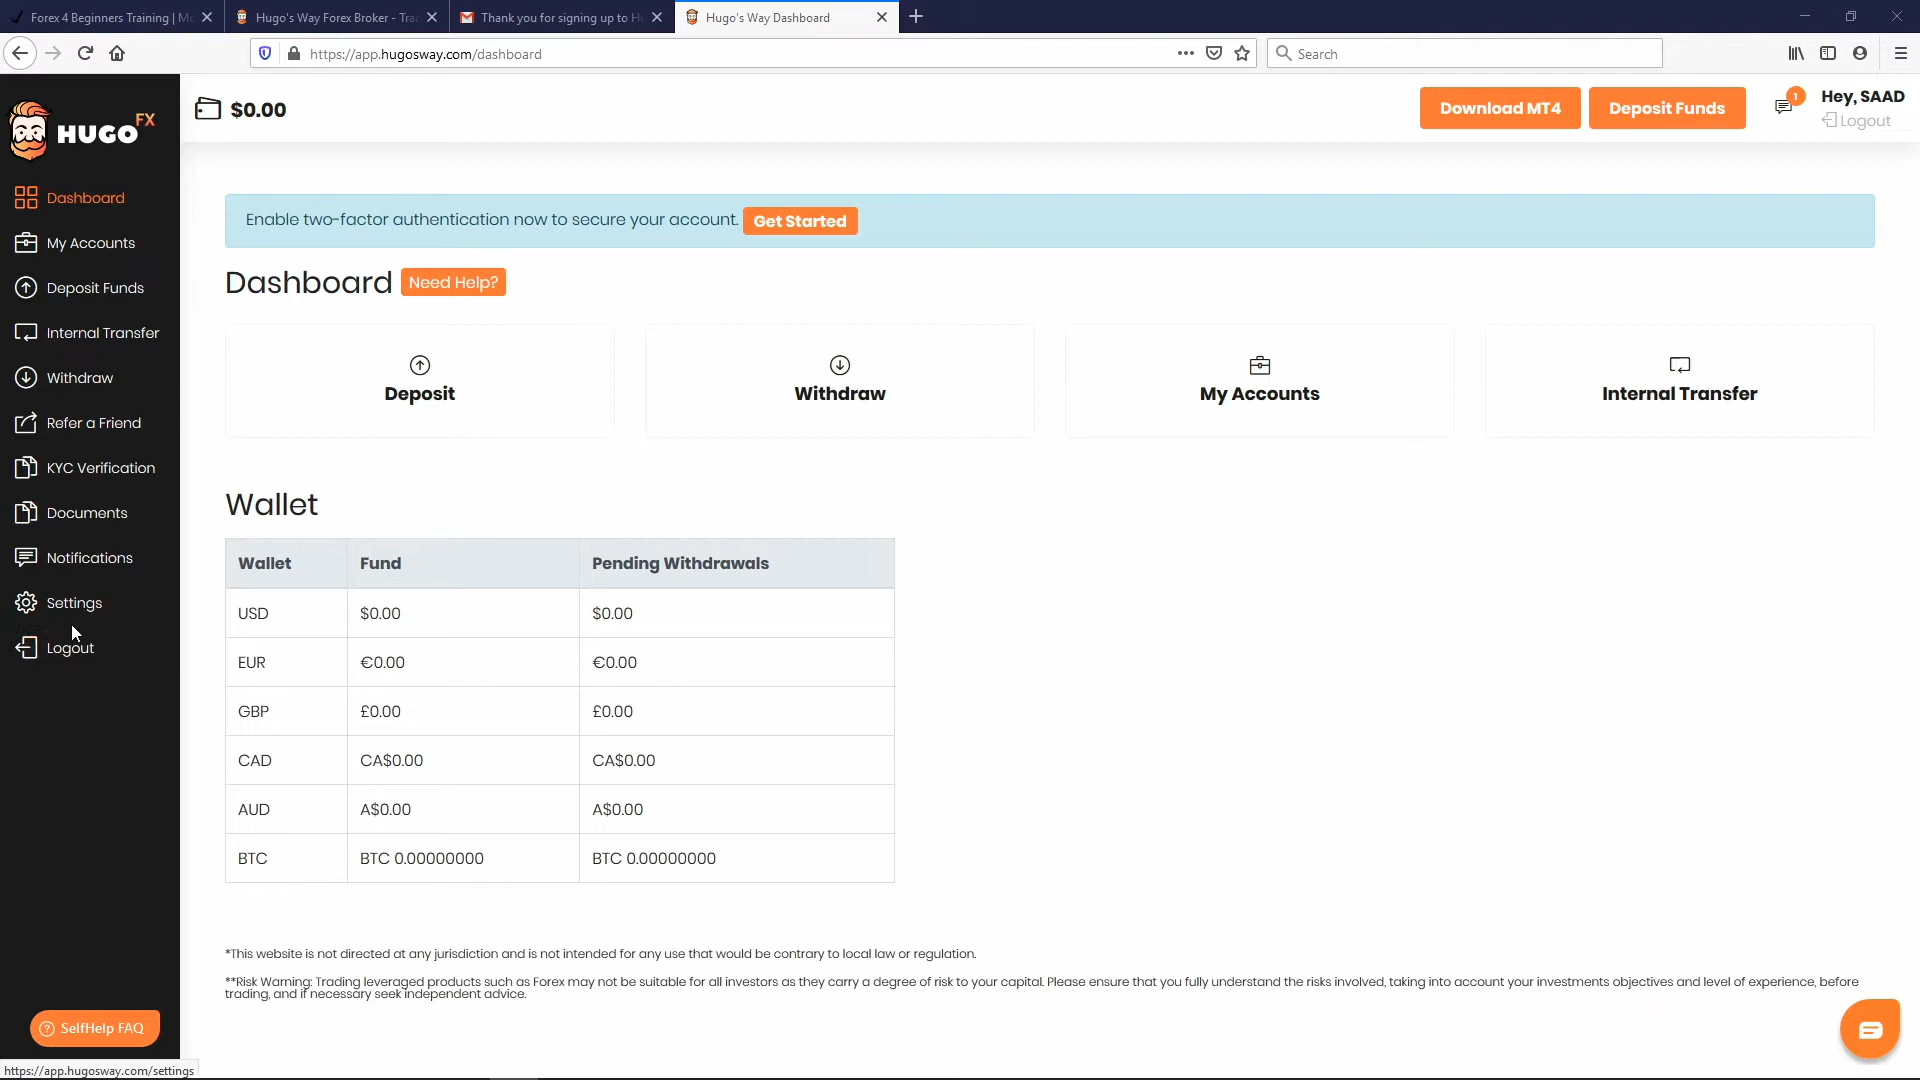 Forex 4 Beginners Training | Mo
Hugo's Way Forex Broker - Trad
Thank you for signing up to Hu
Hugo's Way Dashboard
https://app.hugosway.com/dashboard
Search
HUGO FX
$0.00
Download MT4
Deposit Funds
1
Hey, SAAD
Logout
Dashboard
My Accounts
Deposit Funds
Internal Transfer
Withdraw
Refer a Friend
KYC Verification
Documents
Notifications
Settings
Logout
Enable two-factor authentication now to secure your account. Get Started
Dashboard Need Help?
Deposit
Withdraw
My Accounts
Internal Transfer
Wallet
Wallet Fund Pending Withdrawals
USD $0.00 $0.00
EUR €0.00 €0.00
GBP £0.00 £0.00
CAD CA$0.00 CA$0.00
AUD A$0.00 A$0.00
BTC BTC 0.00000000 BTC 0.00000000
*This website is not directed at any jurisdiction and is not intended for any use that would be contrary to local law or regulation.
**Risk Warning: Trading leveraged products such as Forex may not be suitable for all investors as they carry a degree of risk to your capital. Please ensure that you fully understand the risks involved, taking into account your investments objectives and level of experience, before
trading, and if necessary seek independent advice.
SelfHelp FAQ
https://app.hugosway.com/settings